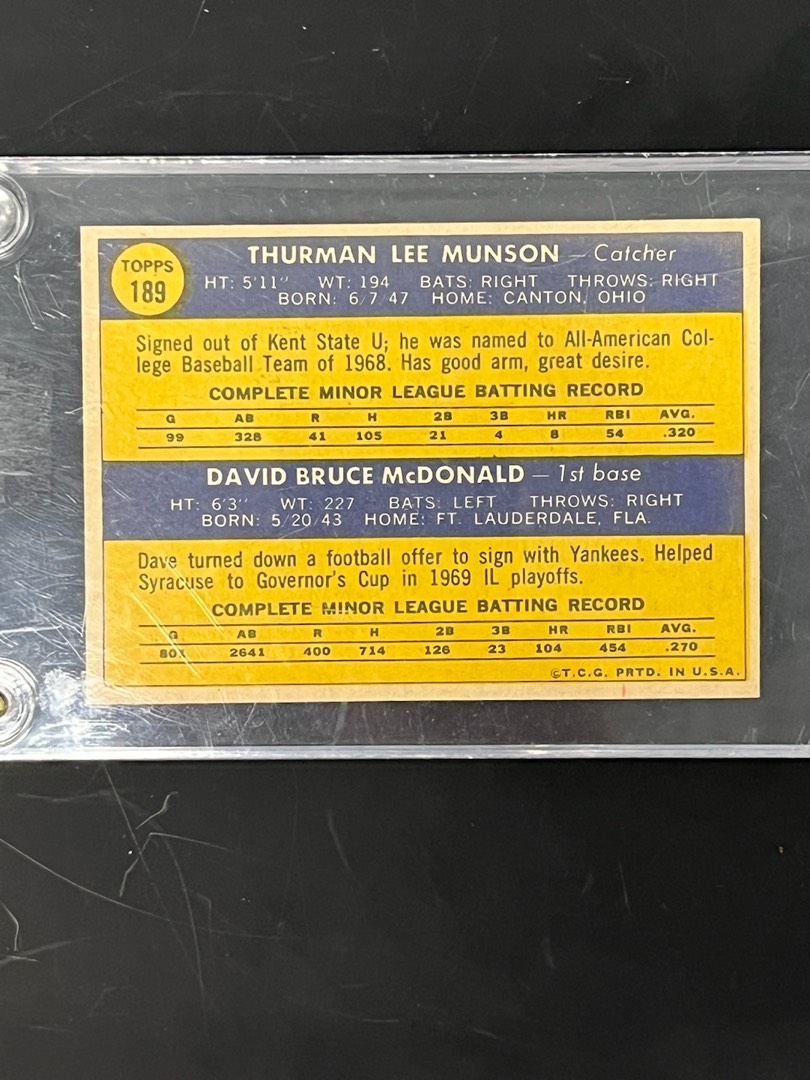 TOPPS
189
THURMAN LEE MUNSON — Catcher
HT: 5'11" WT: 194 BATS: RIGHT THROWS: RIGHT
BORN: 6/7/47 HOME: CANTON, OHIO
Signed out of Kent State U; he was named to All-American Col-
lege Baseball Team of 1968. Has good arm, great desire.
COMPLETE MINOR LEAGUE BATTING RECORD
G AB R H 2B 3B HR RBI AVG.
99 328 41 105 21 4 8 54 .320
DAVID BRUCE McDONALD — 1st base
HT: 6'3" WT: 227 BATS: LEFT THROWS: RIGHT
BORN: 5/20/43 HOME: FT. LAUDERDALE, FLA.
Dave turned down a football offer to sign with Yankees. Helped
Syracuse to Governor's Cup in 1969 IL playoffs.
COMPLETE MINOR LEAGUE BATTING RECORD
G AB R H 2B 3B HR RBI AVG.
801 2641 400 714 126 23 104 454 .270
©T.C.G. PRTD. IN U.S.A.